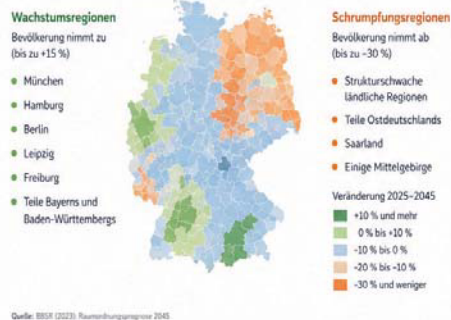 Wachstumsregionen
Bevölkerung nimmt zu
(bis zu +15 %)
München
Hamburg
Berlin
Leipzig
Freiburg
Teile Bayerns und
Baden-Württembergs
Schrumpfungsregionen
Bevölkerung nimmt ab
(bis zu –30 %)
Strukturschwache
ländliche Regionen
Teile Ostdeutschlands
Saarland
Einige Mittelgebirge
Veränderung 2025–2045
+10 % und mehr
0 % bis +10 %
-10 % bis 0 %
-20 % bis –10 %
-30 % und weniger
Quelle: BBSR (2023): Raumordnungsprognose 2045